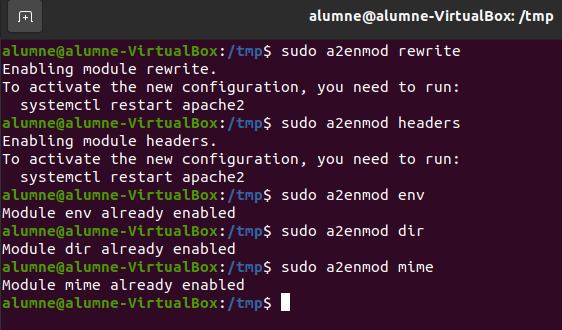 alumne@alumne-VirtualBox: /tmp
alumne@alumne-VirtualBox:/tmp$ sudo a2enmod rewrite
Enabling module rewrite.
To activate the new configuration, you need to run:
  systemctl restart apache2
alumne@alumne-VirtualBox:/tmp$ sudo a2enmod headers
Enabling module headers.
To activate the new configuration, you need to run:
  systemctl restart apache2
alumne@alumne-VirtualBox:/tmp$ sudo a2enmod env
Module env already enabled
alumne@alumne-VirtualBox:/tmp$ sudo a2enmod dir
Module dir already enabled
alumne@alumne-VirtualBox:/tmp$ sudo a2enmod mime
Module mime already enabled
alumne@alumne-VirtualBox:/tmp$